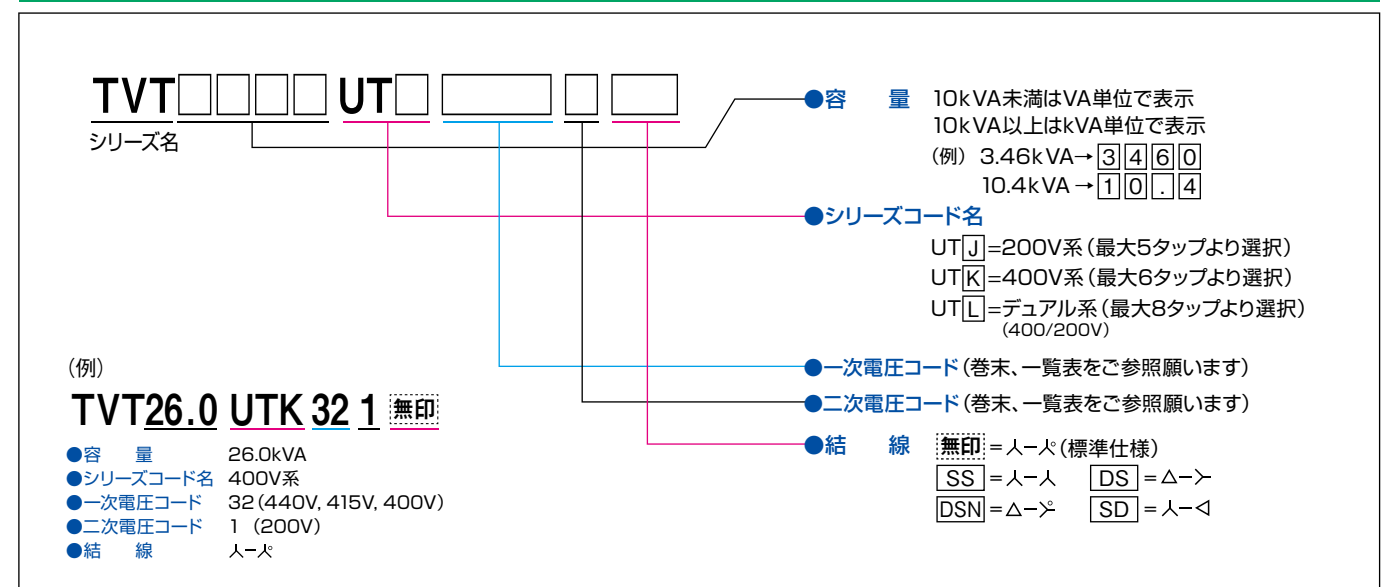 TVT□□□□ UT□ □ □ □
シリーズ名
●容 量 10kVA未満はVA単位で表示
10kVA以上はkVA単位で表示
(例) 3.46kVA→3460
10.4kVA→10.4
●シリーズコード名
UTJ=200V系(最大5タップより選択)
UTK=400V系(最大6タップより選択)
UTL=デュアル系(最大8タップより選択)
(400/200V)
●一次電圧コード(巻末、一覧表をご参照願います)
●二次電圧コード(巻末、一覧表をご参照願います)
●結 線 無印=人-人(標準仕様)
SS=人-人 DS=△-≻
DSN=△-≻ SD=人-◁
(例)
TVT26.0 UTK 32 1 無印
●容 量 26.0kVA
●シリーズコード名 400V系
●一次電圧コード 32(440V, 415V, 400V)
●二次電圧コード 1 (200V)
●結 線 人-人